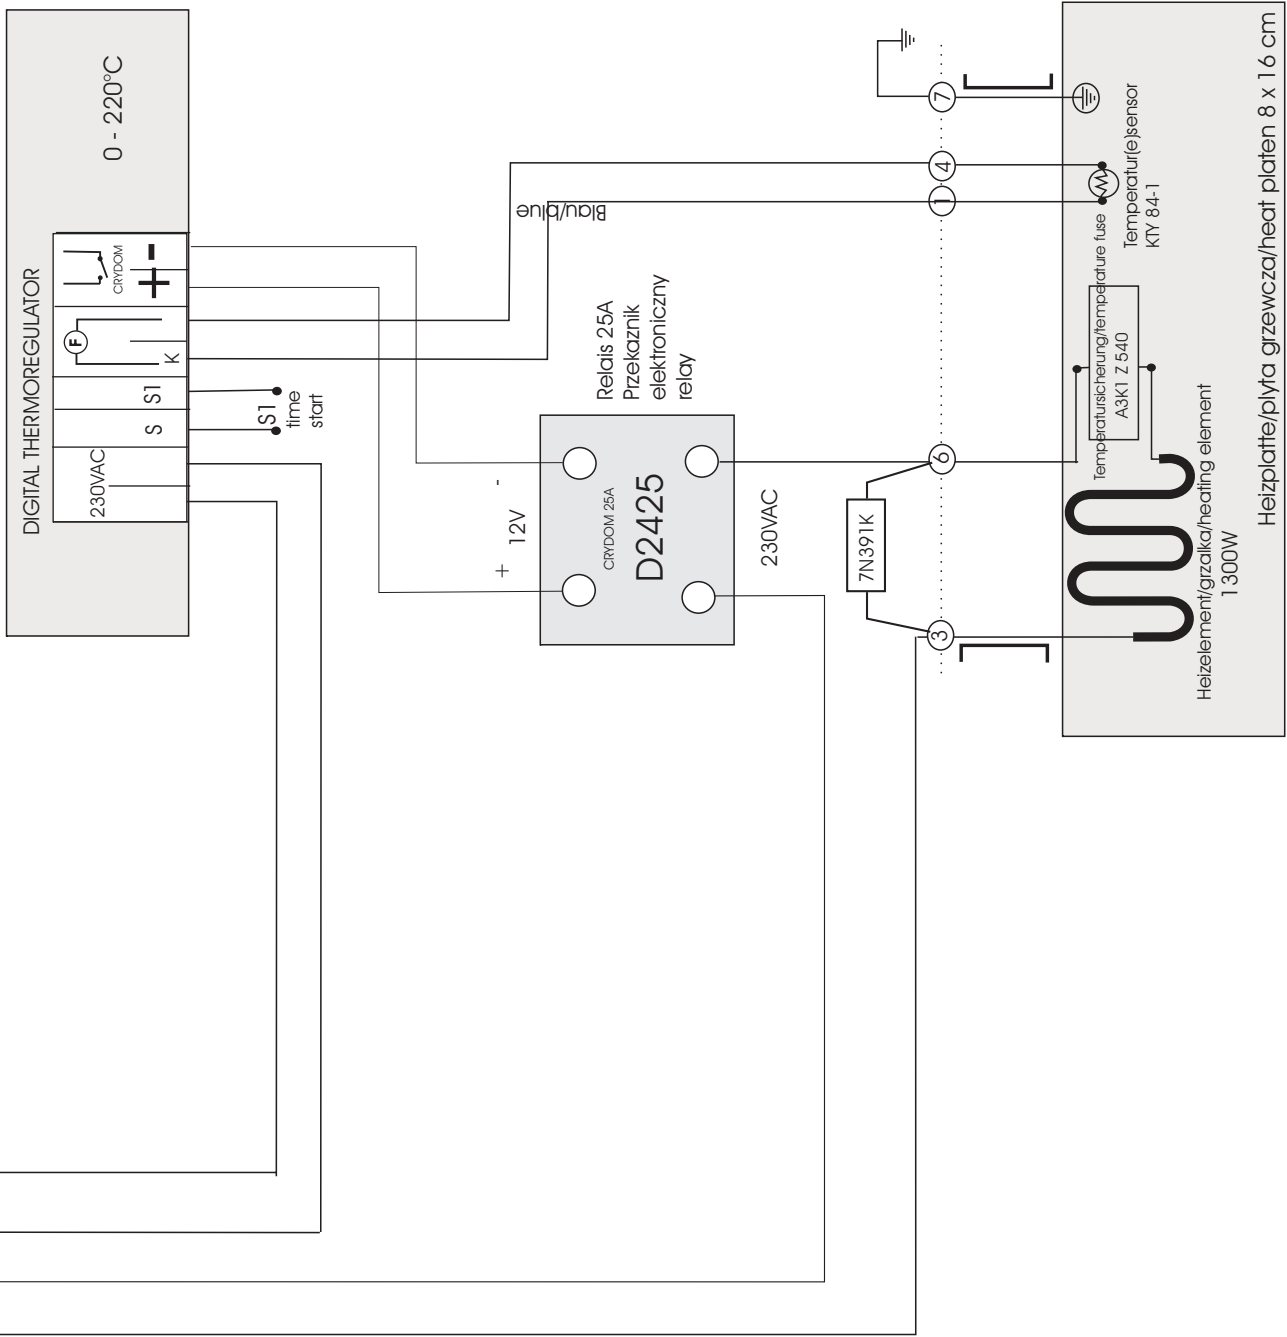 DIGITAL THERMOREGULATOR
0 - 220°C
230VAC
S
S1
K
F
CRYDOM
+
-
S1
time
start
Blau/blue
12V
+
-
CRYDOM 25A
D2425
Relais 25A
Przekaznik
elektroniczny
relay
230VAC
7N391K
3
6
1
4
7
Temperatursicherung/temperature fuse
A3K1 Z 540
Temperatur(e)sensor
KTY 84-1
Heizelement/grzalka/heating element
1300W
Heizplatte/plyta grzewcza/heat platen 8 x 16 cm